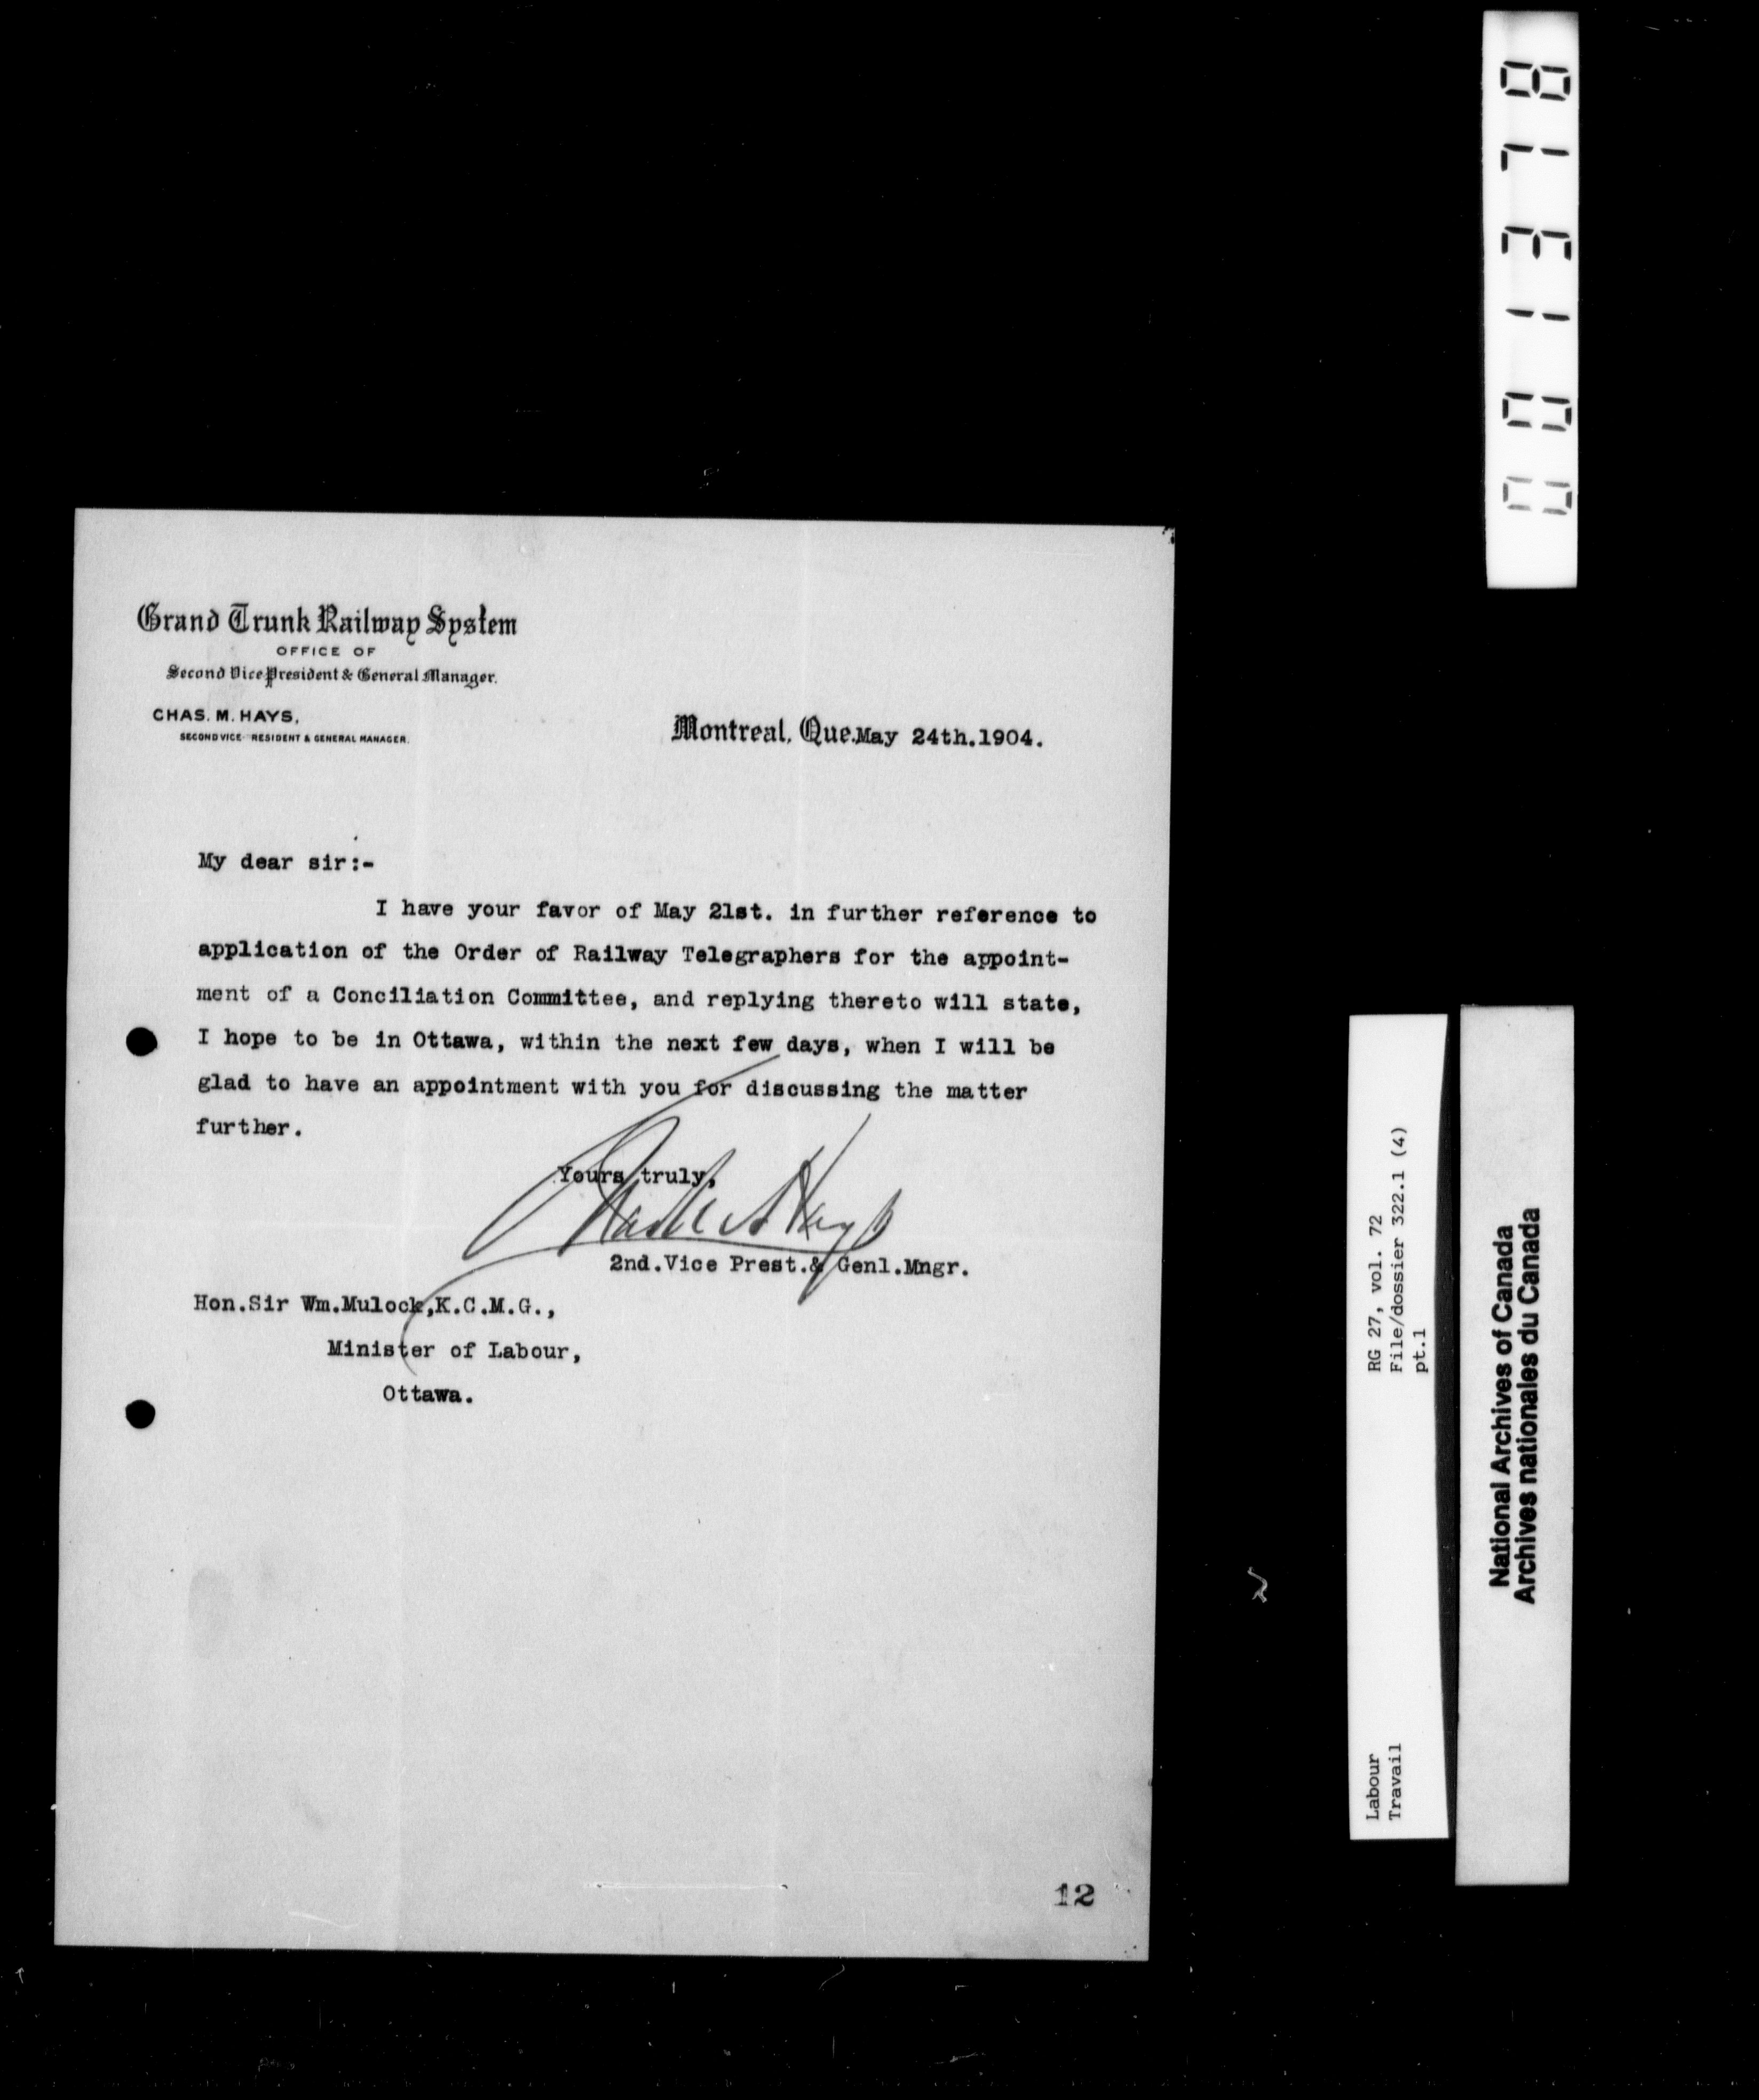 Grand Trunk Railway System
OFFICE OF
Second Vice President & General Manager.
CHAS. M. HAYS,
SECOND VICE RESIDENT & GENERAL MANAGER.
Montreal, Que. May 24th.1904.
My dear sir:-
I have your favor of May 21st. in further reference to
application of the Order of Railway Telegraphers for the appoint-
ment of a Conciliation Committee, and replying thereto will state,
I hope to be in Ottawa, within the next few days, when I will be
glad to have an appointment with you for discussing the matter
further.
Yours truly,
Chas M Hays
2nd.Vice Prest.& Genl.Mngr.
Hon.Sir Wm.Mulock,K.C.M.G.,
Minister of Labour,
Ottawa.
12
001378
RG 27, vol. 72
File/dossier 322.1 (4)
pt.1
Labour
Travail
National Archives of Canada
Archives nationales du Canada